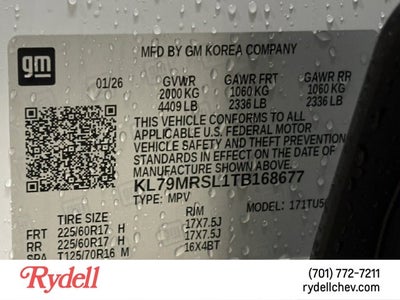 gm
MFD BY GM KOREA COMPANY
01/26 GVWR GAWR FRT GAWR RR
2000 KG 1060 KG 1060 KG
4409 LB 2336 LB 2336 LB
THIS VEHICLE CONFORMS TO ALL
APPLICABLE U.S. FEDERAL MOTOR
VEHICLE SAFETY AND THEFT
PREVENTION STANDARDS
IN EFFECT ON THE DATE OF
MANUFACTURE SHOWN ABOVE.
KL79MRSL1TB168677
TYPE: MPV MODEL: 1TU5
TIRE SIZE RIM
FRT 225/60R17 H 17X7.5J
RR 225/60R17 H 17X7.5J
SPA T125/70R16 M 16X4BT
Rydell
(701) 772-7211
rydellchev.com